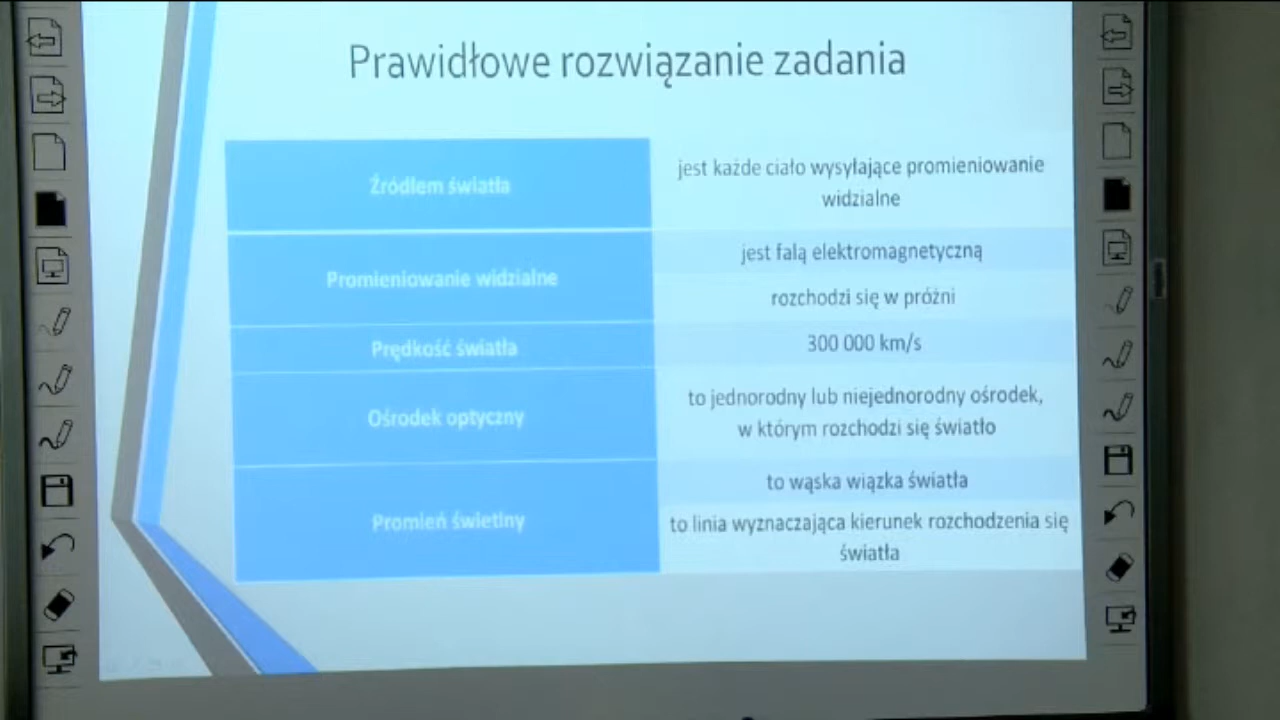 Prawidłowe rozwiązanie zadania
Źródłem światła
jest każde ciało wysyłające promieniowanie
widzialne
Promieniowanie widzialne
jest falą elektromagnetyczną
rozchodzi się w próżni
Prędkość światła
300 000 km/s
Ośrodek optyczny
to jednorodny lub niejednorodny ośrodek,
w którym rozchodzi się światło
Promień świetlny
to wąska wiązka światła
to linia wyznaczająca kierunek rozchodzenia się
światła